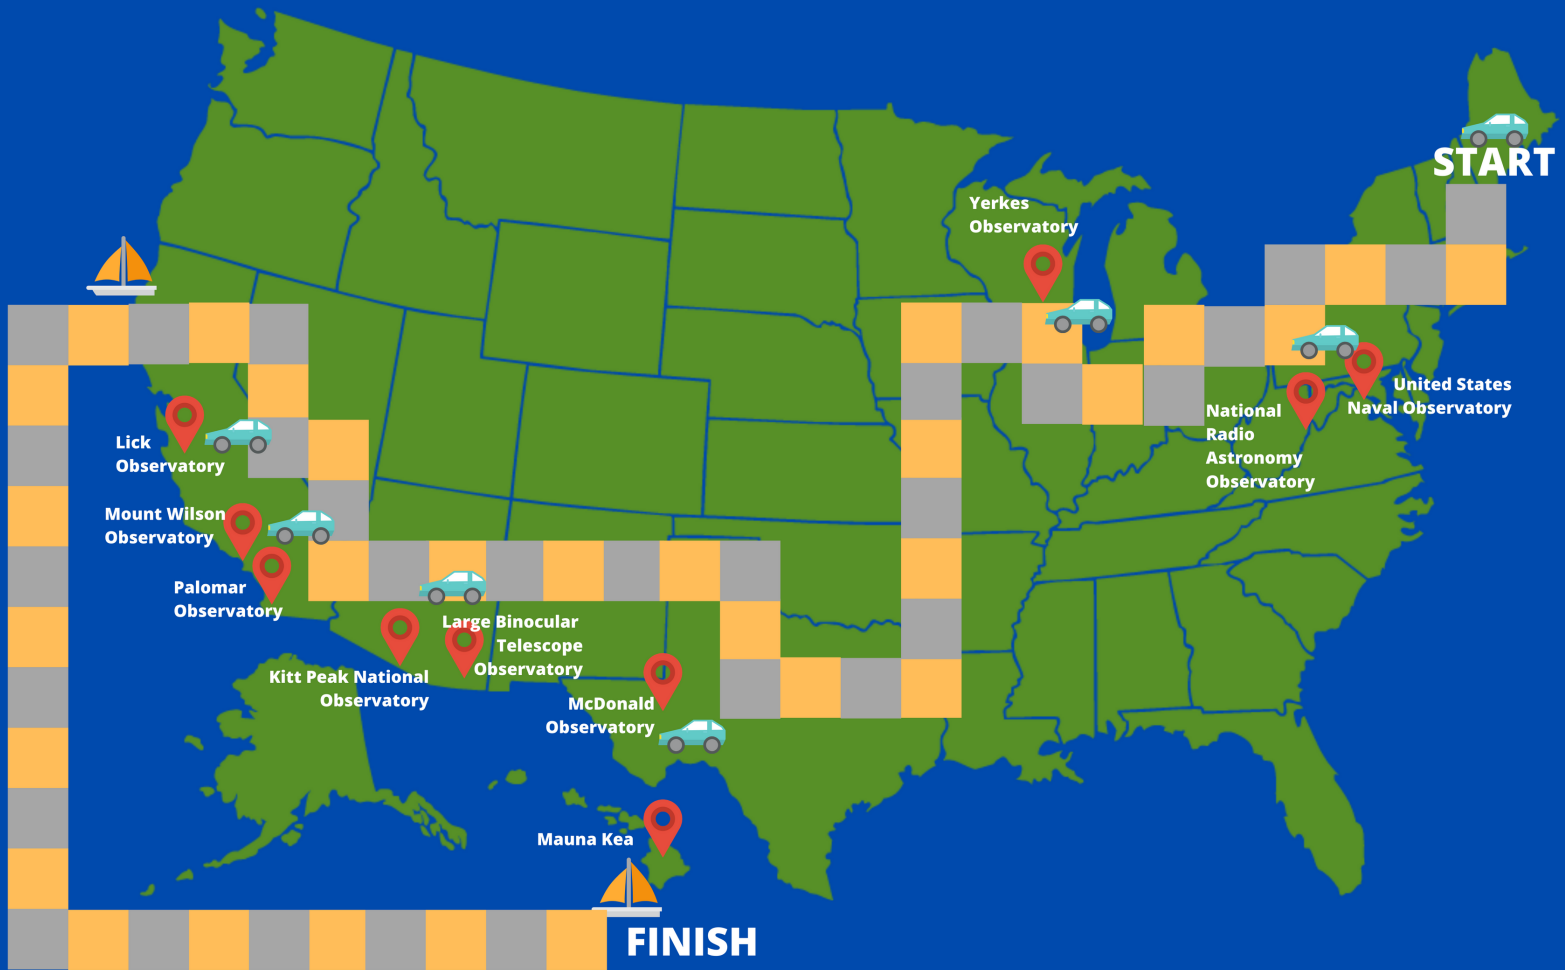 START
Yerkes
Observatory
United States
Naval Observatory
National
Radio
Astronomy
Observatory
Lick
Observatory
Mount Wilson
Observatory
Palomar
Observatory
Large Binocular
Telescope
Observatory
Kitt Peak National
Observatory
McDonald
Observatory
Mauna Kea
FINISH